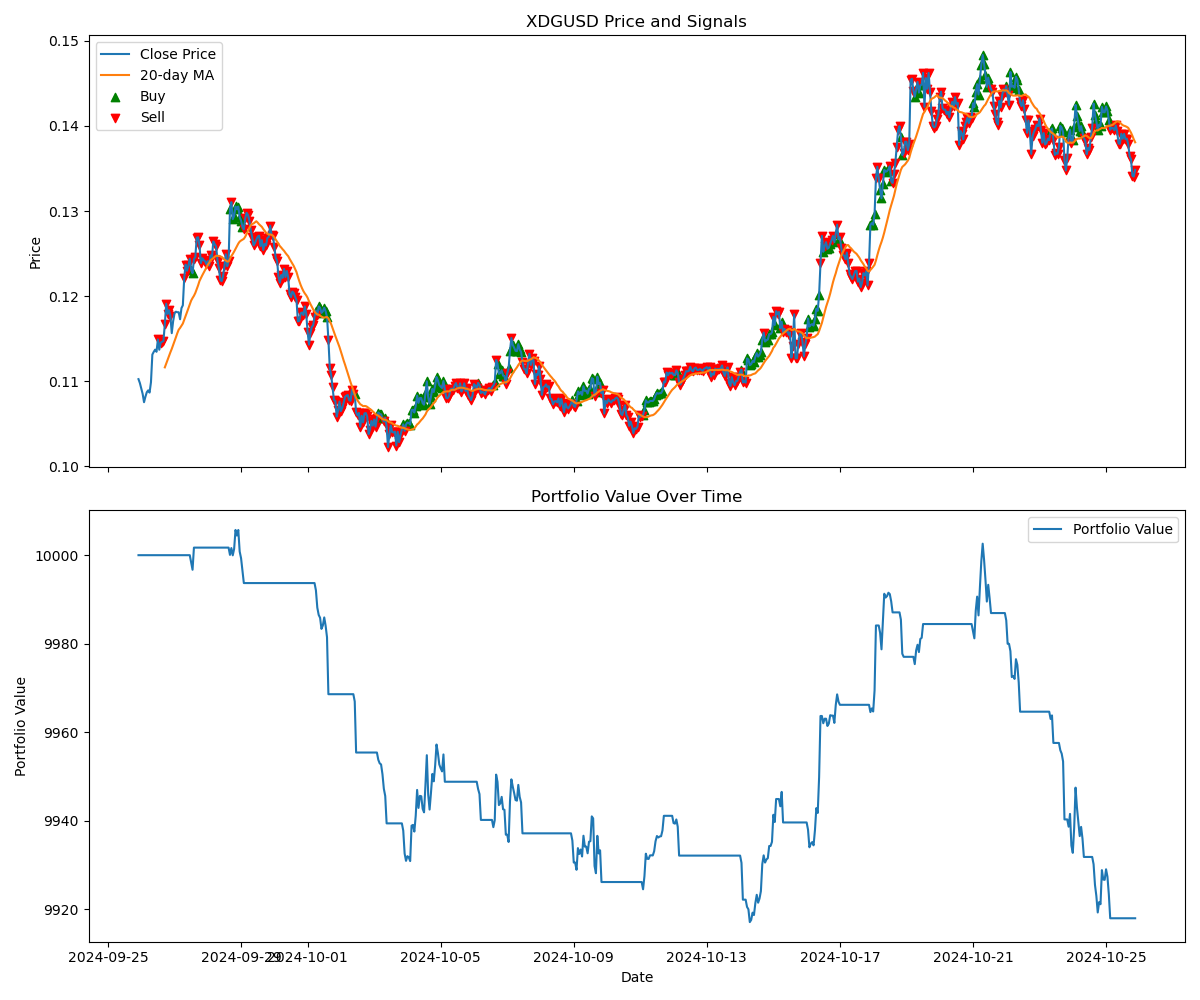 XDGUSD Price and Signals
Close Price
20-day MA
Buy
Sell
Price
0.15
0.14
0.13
0.12
0.11
0.10
Portfolio Value Over Time
Portfolio Value
Portfolio Value
10000
9980
9960
9940
9920
2024-09-25
2024-09-29
2024-10-01
2024-10-05
2024-10-09
2024-10-13
2024-10-17
2024-10-21
2024-10-25
Date